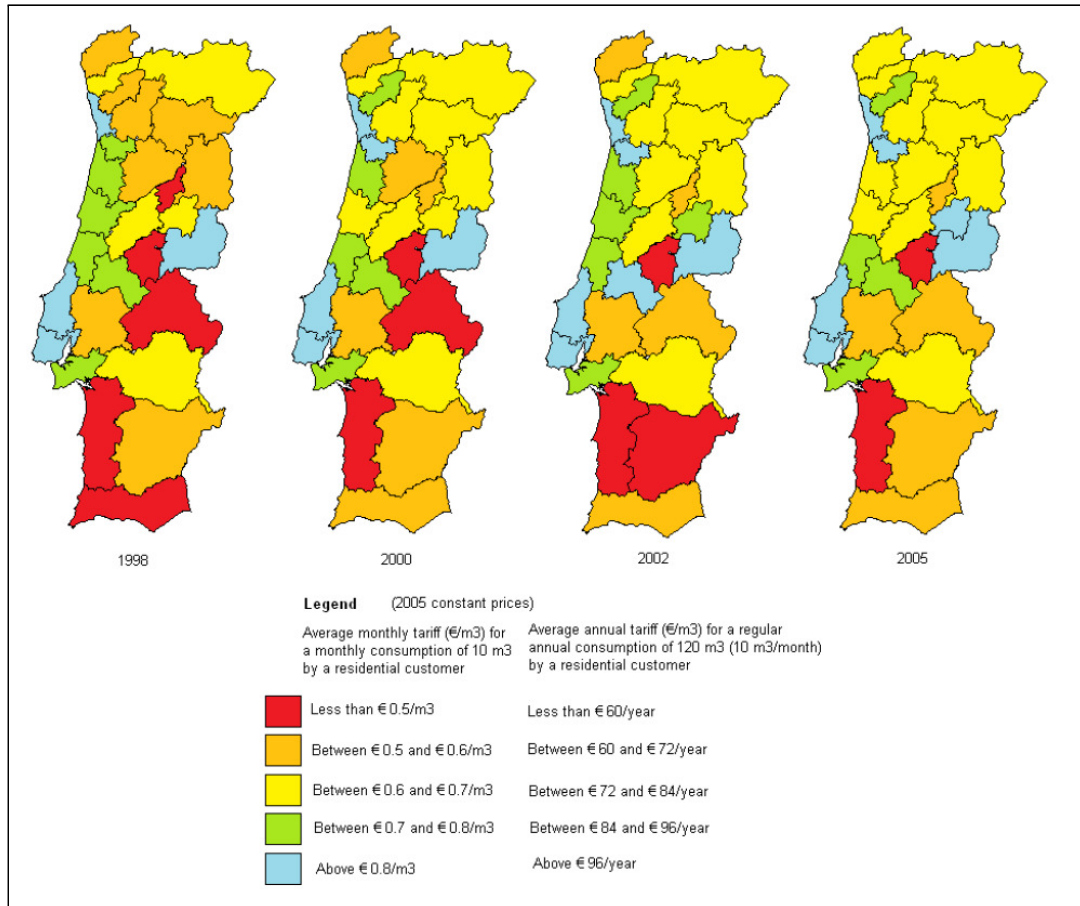 1998
2000
2002
2005
Legend (2005 constant prices)
Average monthly tariff (€/m3) for
a monthly consumption of 10 m3
by a residential customer
Average annual tariff (€/m3) for a regular
annual consumption of 120 m3 (10 m3/month)
by a residential customer
Less than € 0.5/m3
Less than €60/year
Between € 0.5 and € 0.6/m3
Between €60 and €72/year
Between € 0.6 and € 0.7/m3
Between € 72 and € 84/year
Between € 0.7 and € 0.8/m3
Between € 84 and € 96/year
Above € 0.8/m3
Above € 96/year